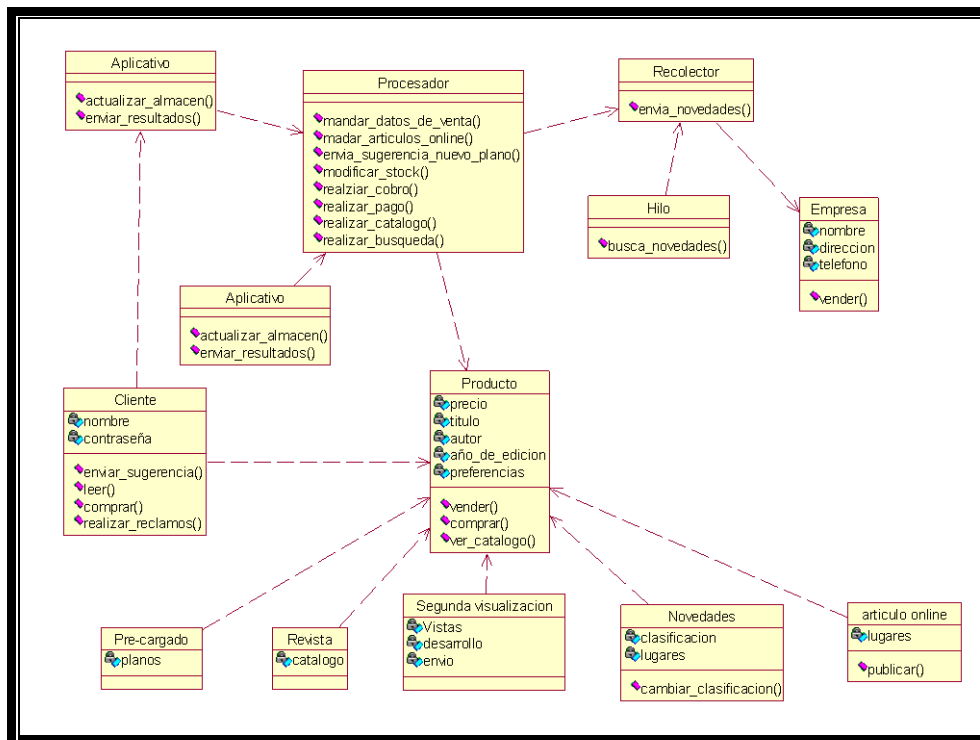 Aplicativo
actualizar_almacen()
enviar_resultados()
Procesador
mandar_datos_de_venta()
madar_articulos_online()
envia_sugerencia_nuevo_plano()
modificar_stock()
realziar_cobro()
realizar_pago()
realizar_catalogo()
realizar_busqueda()
Recolector
envia_novedades()
Hilo
busca_novedades()
Empresa
nombre
direccion
telefono
vender()
Aplicativo
actualizar_almacen()
enviar_resultados()
Cliente
nombre
contraseña
enviar_sugerencia()
leer()
comprar()
realizar_reclamos()
Producto
precio
titulo
autor
año_de_edicion
preferencias
vender()
comprar()
ver_catalogo()
Pre-cargado
planos
Revista
catalogo
Segunda visualizacion
Vistas
desarrollo
envio
Novedades
clasificacion
lugares
cambiar_clasificacion()
articulo online
lugares
publicar()